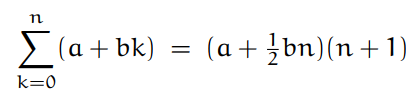 n
∑(a + bk) = (a + ½bn)(n + 1)
k=0